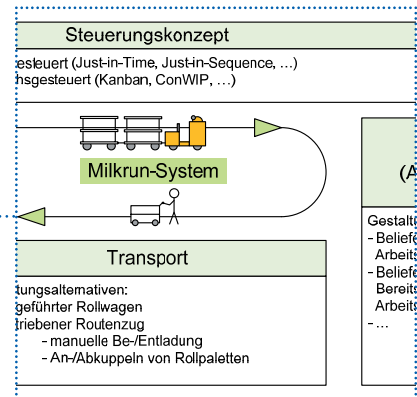 Steuerungskonzept
esteuert (Just-in-Time, Just-in-Sequence, …)
hsgesteuert (Kanban, ConWIP, …)
Milkrun-System
(A
Transport
tungsalternativen:
geführter Rollwagen
triebener Routenzug
- manuelle Be-/Entladung
- An-/Abkuppeln von Rollpaletten
Gestalt
- Beliefe
Arbeits
- Beliefe
Bereits
Arbeits
- …